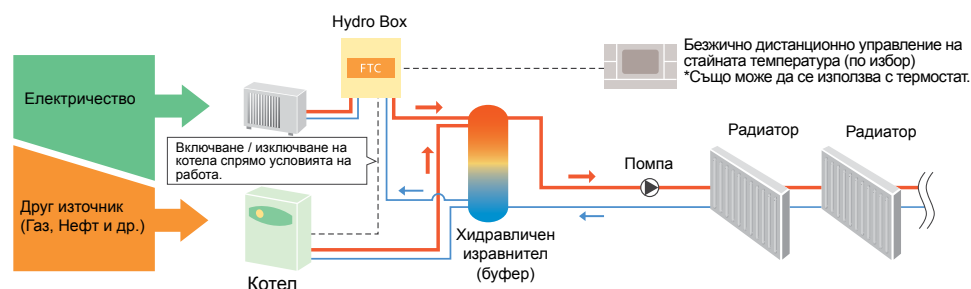 Hydro Box
FTC
Безжично дистанционно управление на
стайната температура (по избор)
*Също може да се използва с термостат.
Електричество
Включване / изключване на
котела спрямо условията на
работа.
Радиатор
Радиатор
Помпа
Друг източник
(Газ, Нефт и др.)
Хидравличен
изравнител
(буфер)
Котел